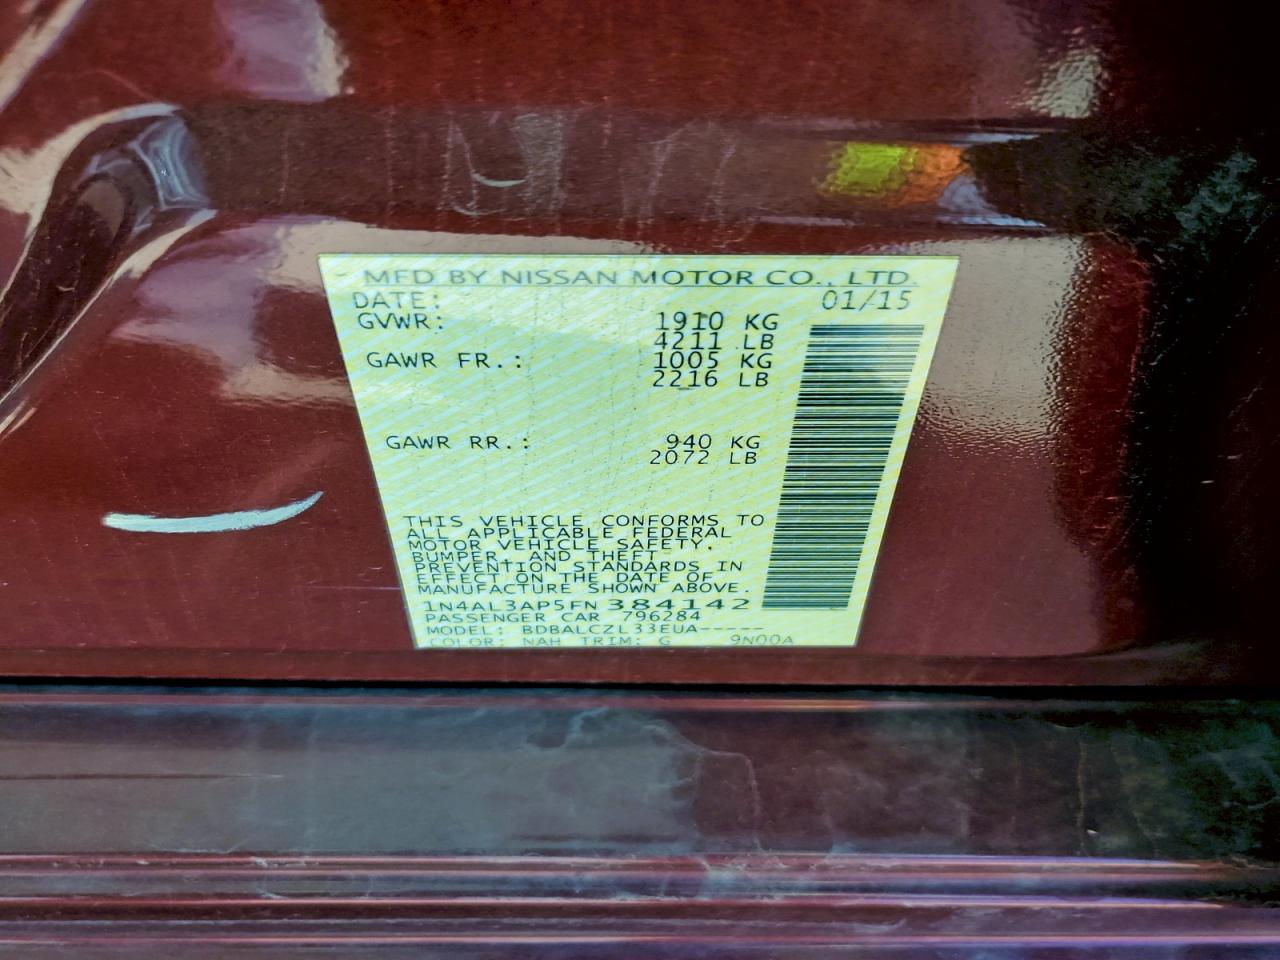 MFD BY NISSAN MOTOR CO., LTD.
DATE: 01/15
GVWR: 1910 KG
4211 LB
GAWR FR.: 1005 KG
2216 LB
GAWR RR.: 940 KG
2072 LB
THIS VEHICLE CONFORMS TO
ALL APPLICABLE FEDERAL
MOTOR VEHICLE SAFETY,
BUMPER, AND THEFT
PREVENTION STANDARDS IN
EFFECT ON THE DATE OF
MANUFACTURE SHOWN ABOVE.
1N4AL3AP5FN 384142
PASSENGER CAR 796284
MODEL: BDBALCZL33EUA-----
COLOR: NAH TRIM: G 9N00A